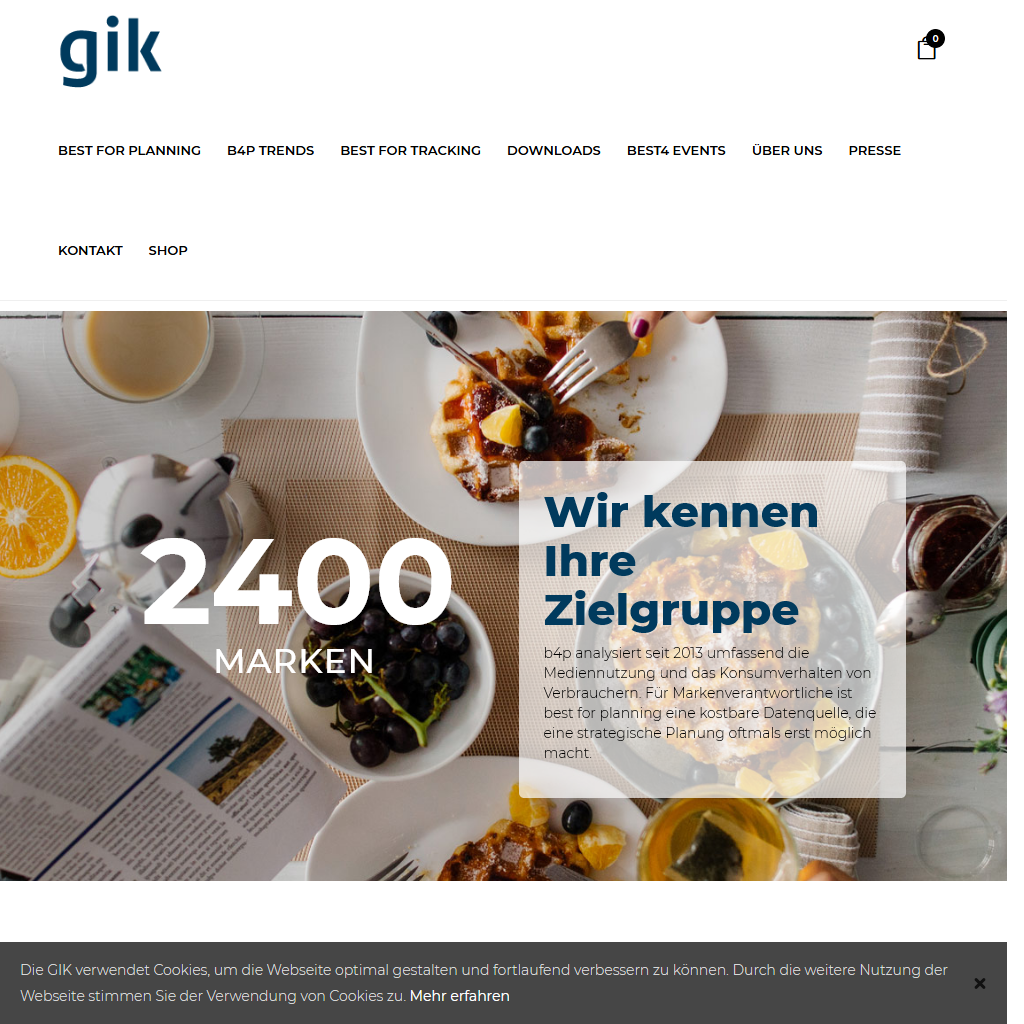 gik
0
BEST FOR PLANNING B4P TRENDS BEST FOR TRACKING DOWNLOADS BEST4 EVENTS ÜBER UNS PRESSE
KONTAKT SHOP
2400
MARKEN
Wir kennen
Ihre
Zielgruppe
b4p analysiert seit 2013 umfassend die
Mediennutzung und das Konsumverhalten von
Verbrauchern. Für Markenverantwortliche ist
best for planning eine kostbare Datenquelle, die
eine strategische Planung oftmals erst möglich
macht.
Die GIK verwendet Cookies, um die Webseite optimal gestalten und fortlaufend verbessern zu können. Durch die weitere Nutzung der
Webseite stimmen Sie der Verwendung von Cookies zu. Mehr erfahren